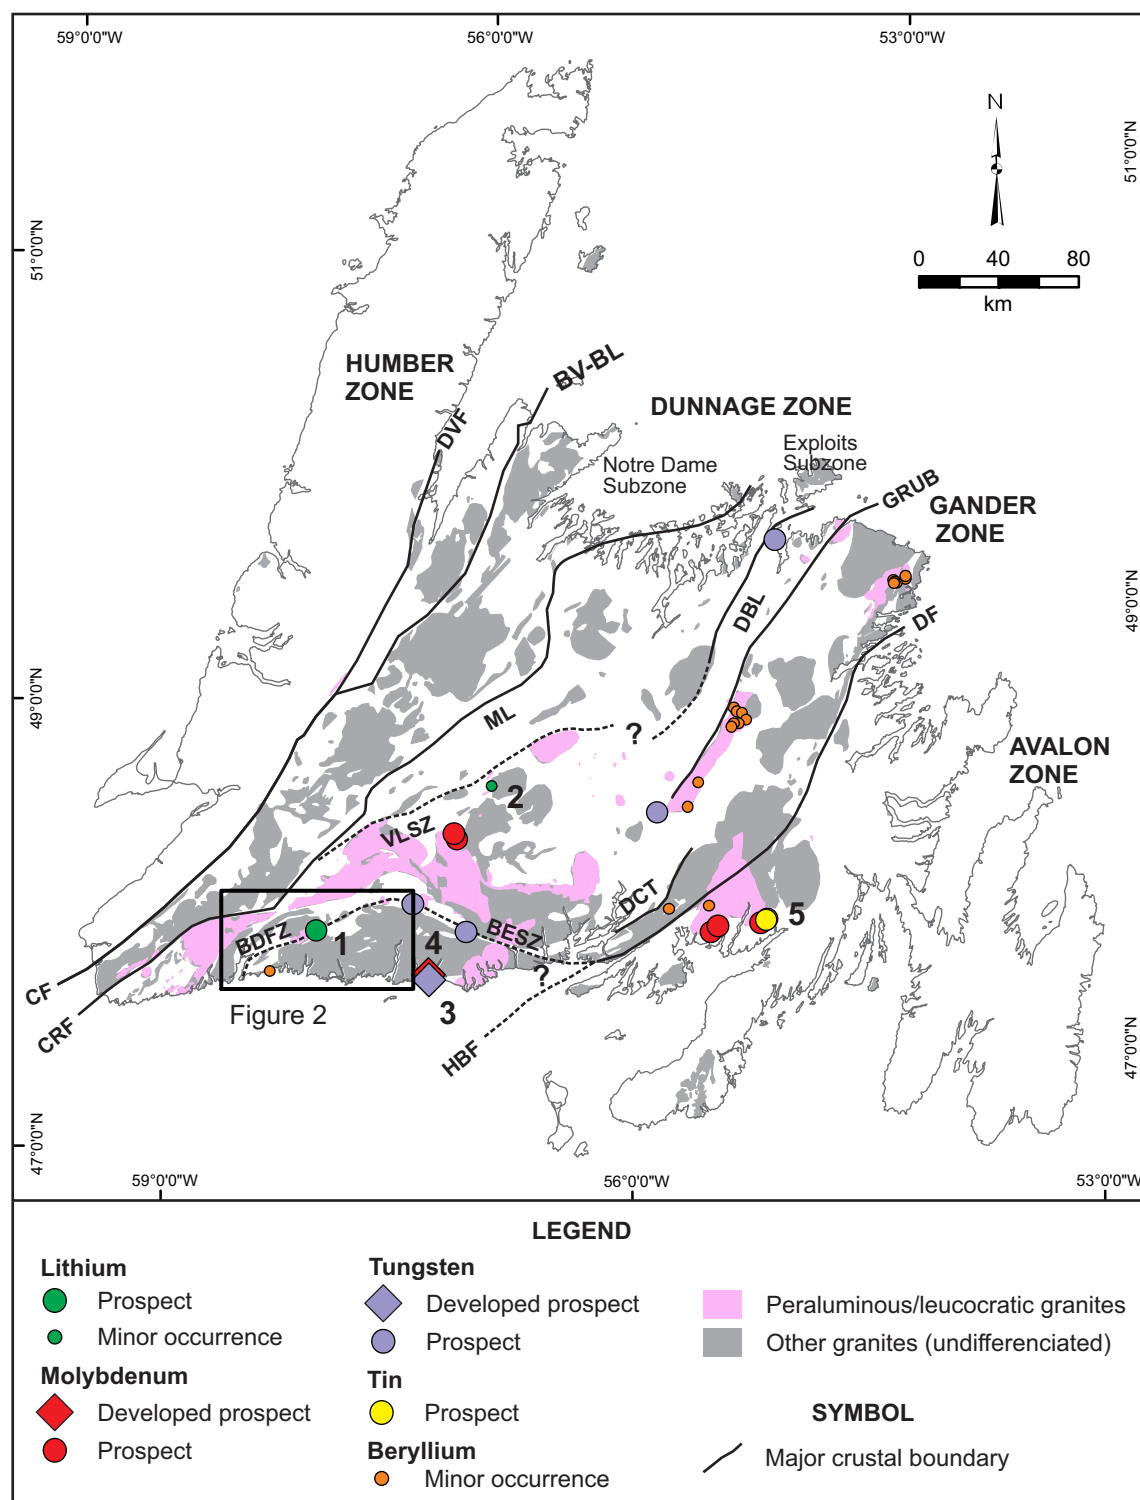 59°0'0"W
56°0'0"W
53°0'0"W
N
51°0'0"N
51°0'0"N
0 40 80
km
HUMBER
ZONE
BV-BL
DVF
DUNNAGE ZONE
Exploits
Subzone
Notre Dame
Subzone
GRUB
GANDER
ZONE
DBL
DF
49°0'0"N
49°0'0"N
ML
?
AVALON
ZONE
2
VLSZ
DCT
5
BDFZ
1
4
BESZ
?
3
CF
CRF
Figure 2
HBF
47°0'0"N
47°0'0"N
59°0'0"W
56°0'0"W
53°0'0"W
LEGEND
Lithium
Prospect
Minor occurrence
Molybdenum
Developed prospect
Prospect
Tungsten
Developed prospect
Prospect
Tin
Prospect
Beryllium
Minor occurrence
Peraluminous/leucocratic granites
Other granites (undifferenciated)
SYMBOL
Major crustal boundary